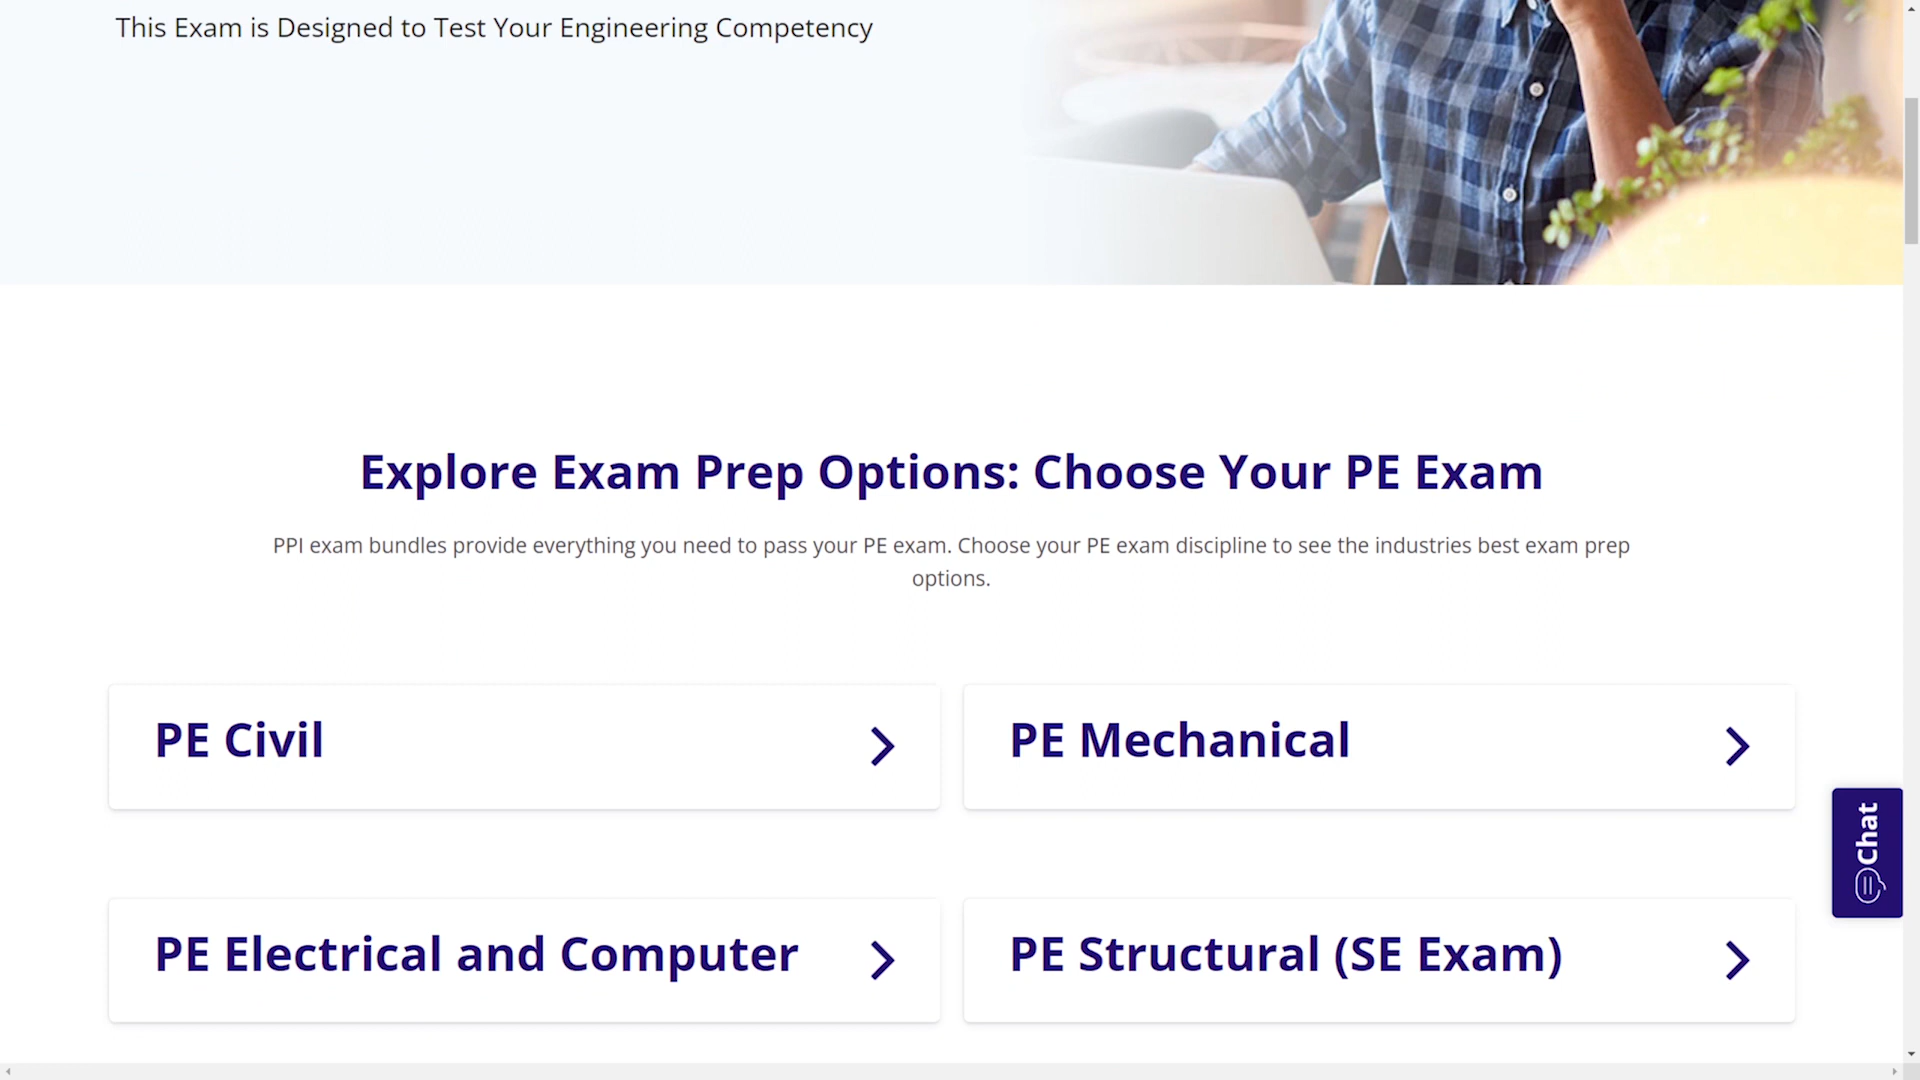 This Exam is Designed to Test Your Engineering Competency
Explore Exam Prep Options: Choose Your PE Exam
PPI exam bundles provide everything you need to pass your PE exam. Choose your PE exam discipline to see the industries best exam prep
options.
PE Civil
PE Mechanical
Chat
PE Electrical and Computer
PE Structural (SE Exam)